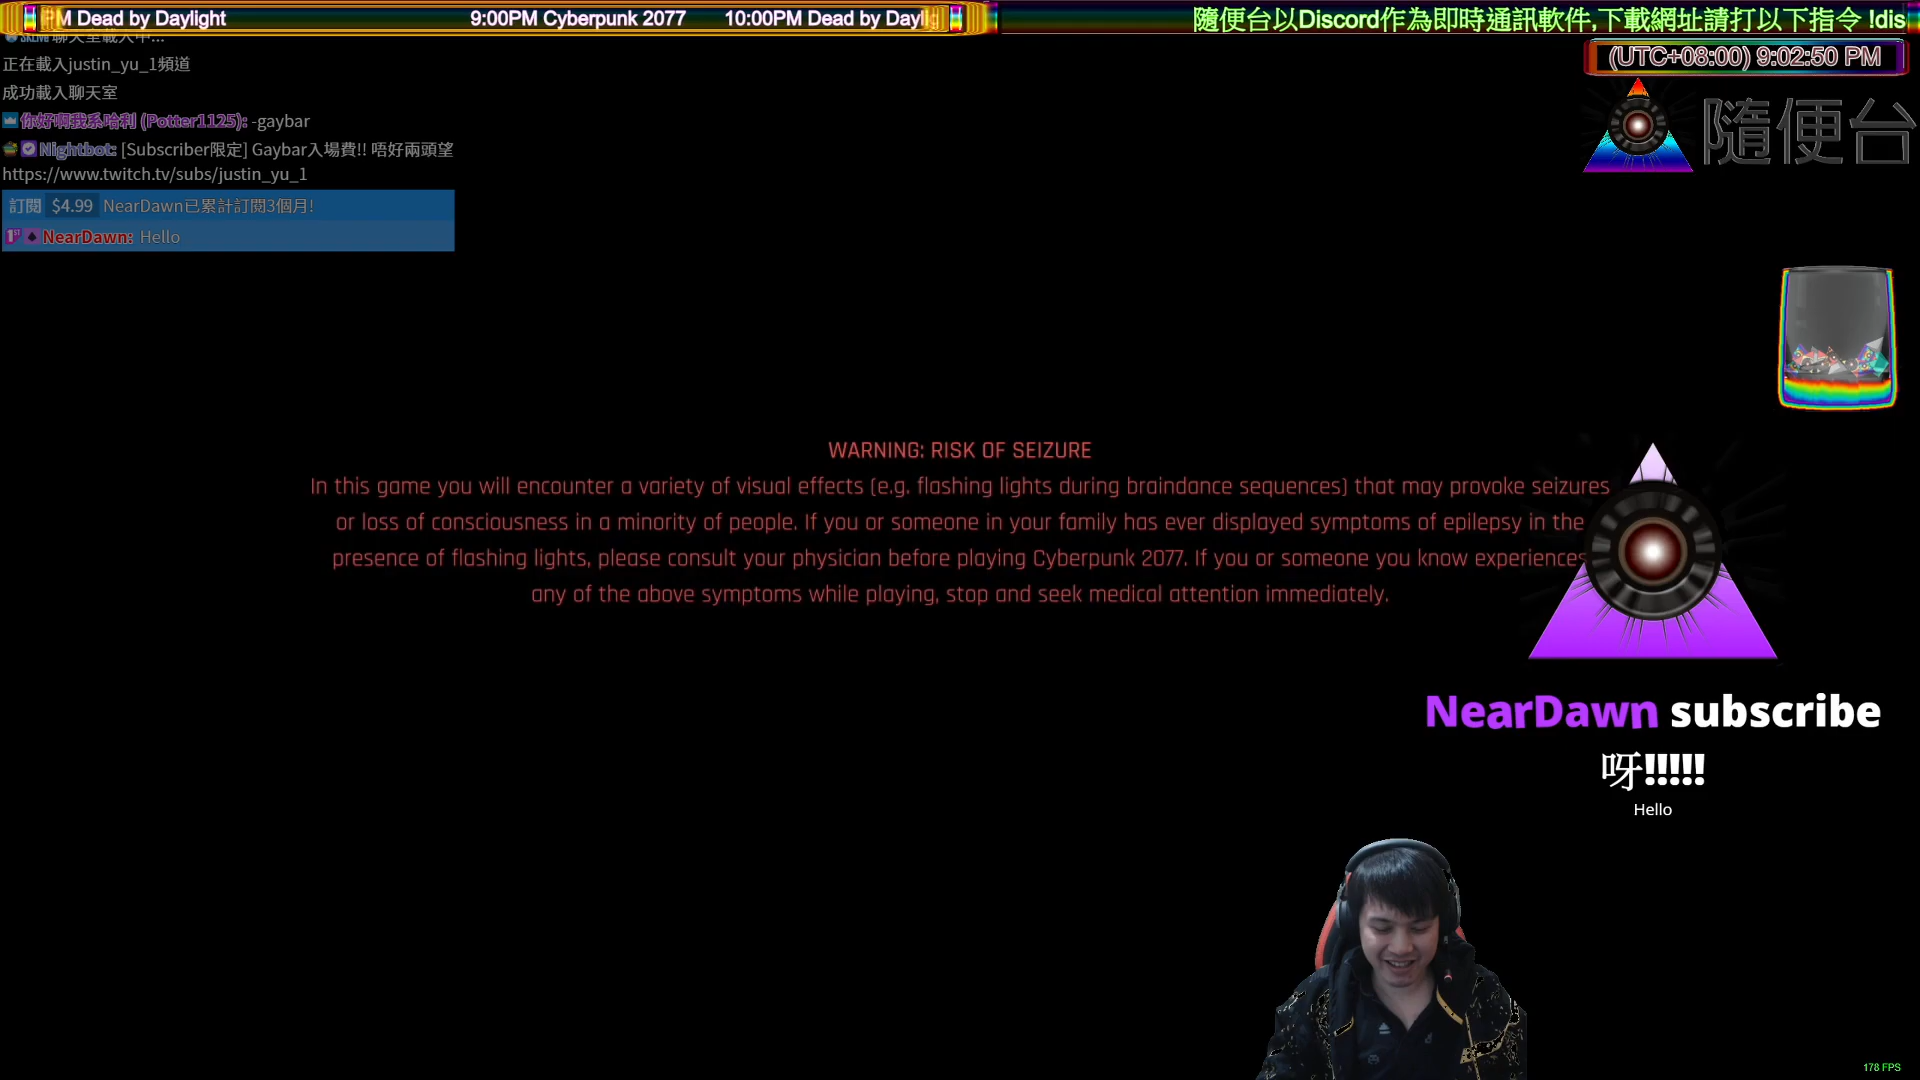 PM Dead by Daylight 9:00PM Cyberpunk 2077 10:00PM Dead by Dayli
隨便台以Discord作為即時通訊軟件,下載網址請打以下指令 !dis
(UTC+08:00) 9:02:50 PM
隨便台
聊天室載入中...
正在載入justin_yu_1頻道
成功載入聊天室
你好啊我系哈利 (Potter1125): -gaybar
Nightbot: [Subscriber限定] Gaybar入場費!! 唔好兩頭望
https://www.twitch.tv/subs/justin_yu_1
訂閱 $4.99 NearDawn已累計訂閱3個月!
1ST NearDawn: Hello
WARNING: RISK OF SEIZURE
In this game you will encounter a variety of visual effects (e.g. flashing lights during braindance sequences) that may provoke seizures
or loss of consciousness in a minority of people. If you or someone in your family has ever displayed symptoms of epilepsy in the
presence of flashing lights, please consult your physician before playing Cyberpunk 2077. If you or someone you know experiences
any of the above symptoms while playing, stop and seek medical attention immediately.
NearDawn subscribe
呀!!!!!
Hello
178 FPS